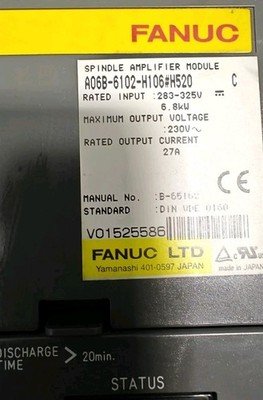 FANUC
SPINDLE AMPLIFIER MODULE
A06B-6102-H106#H520 C
RATED INPUT :283-325V
6.8kW
MAXIMUM OUTPUT VOLTAGE
:230V~
RATED OUTPUT CURRENT
27A
MANUAL No. :B-65162
STANDARD :DIN VDE 0160
CE
V01525586
FANUC LTD
Yamanashi 401-0597 JAPAN
made in JAPAN
DISCHARGE > 20min.
TIME
STATUS